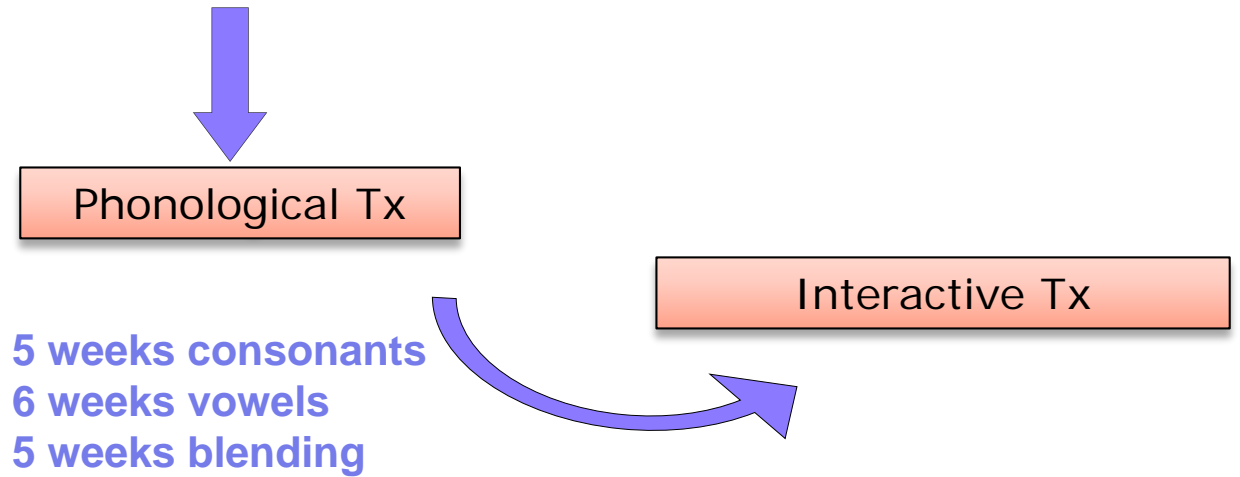 Phonological Tx
Interactive Tx
5 weeks consonants
6 weeks vowels
5 weeks blending